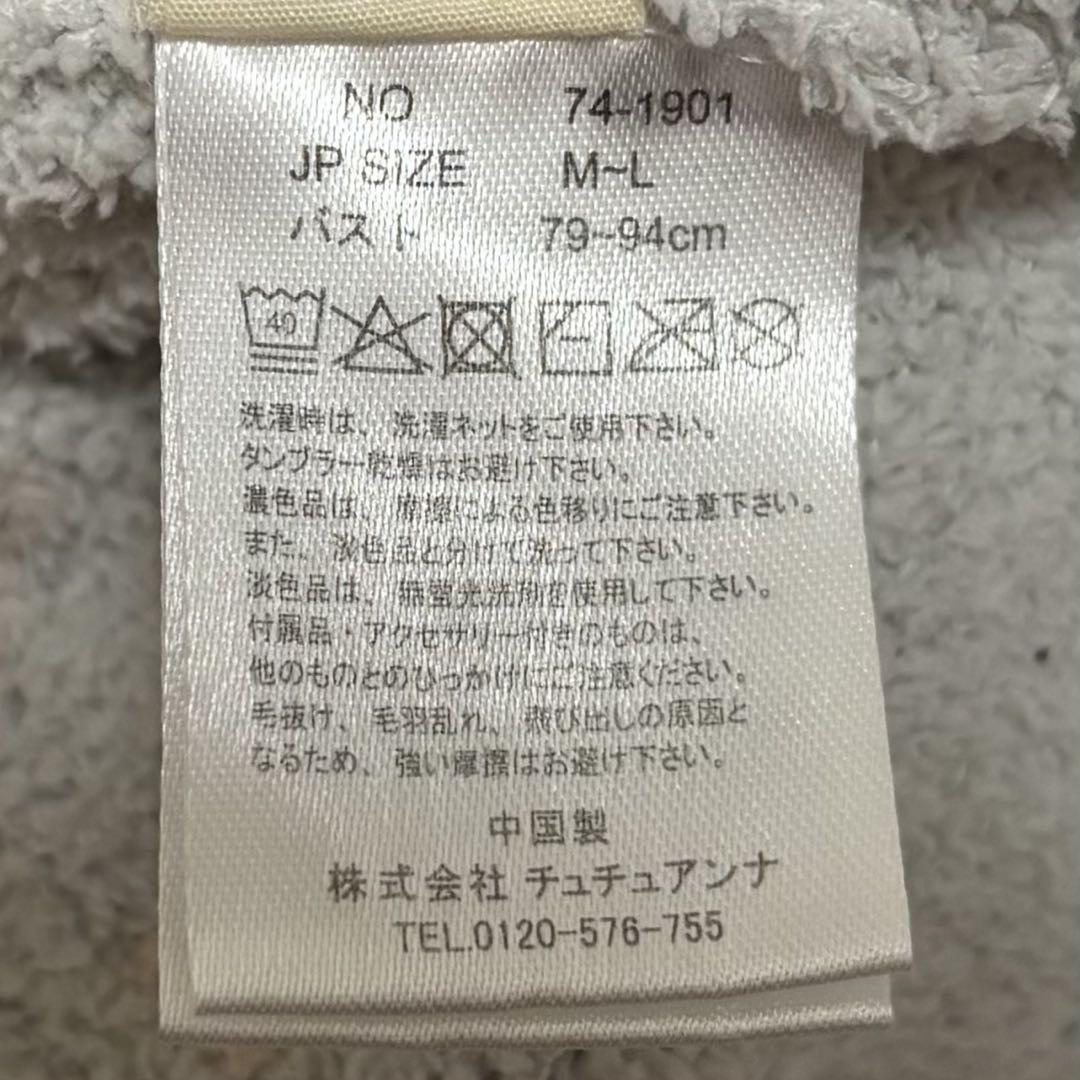 NO 74-1901
JP SIZE M~L
バスト 79~94cm
40
洗濯時は、洗濯ネットをご使用下さい。
タンブラー乾燥はお避け下さい。
濃色品は、摩擦による色移りにご注意下さい。
また、淡色品と分けて洗って下さい。
淡色品は、無蛍光洗剤を使用して下さい。
付属品・アクセサリー付きのものは、
他のものとのひっかけにご注意ください。
毛抜け、毛羽乱れ、飛び出しの原因と
なるため、強い摩擦はお避け下さい。
中国製
株式会社 チュチュアンナ
TEL.0120-576-755